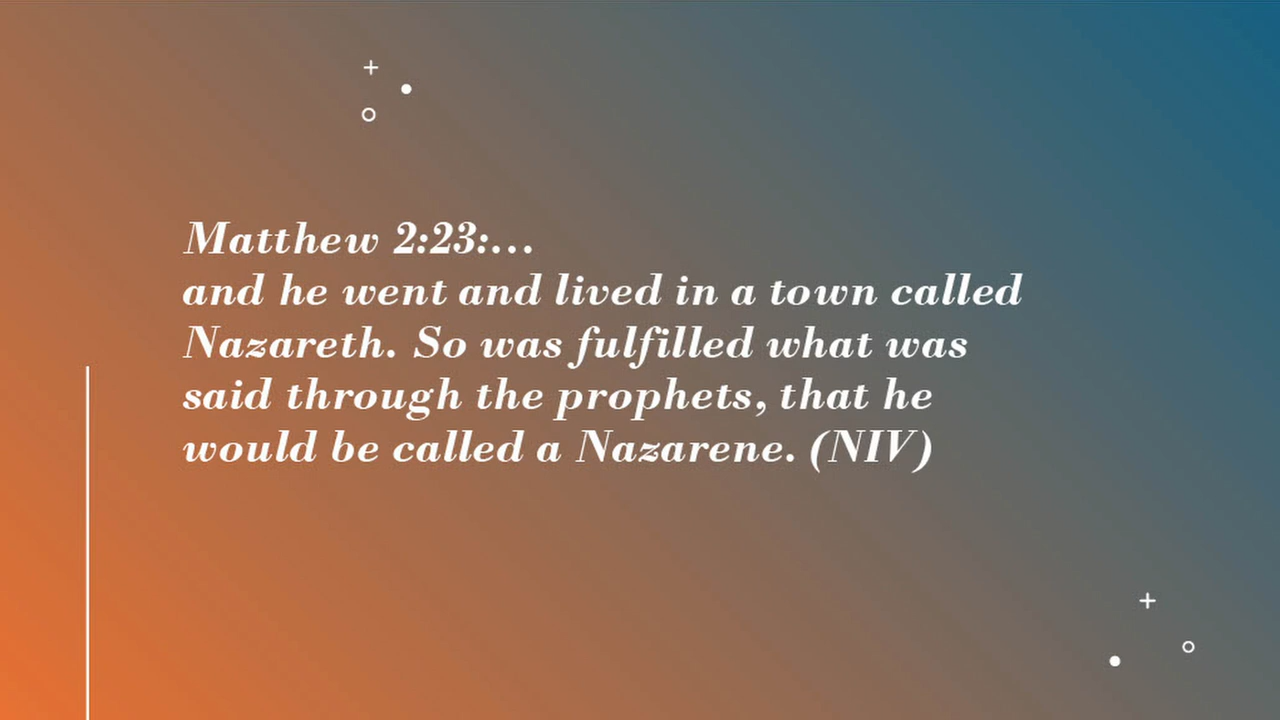 Matthew 2:23:...
and he went and lived in a town called
Nazareth. So was fulfilled what was
said through the prophets, that he
would be called a Nazarene. (NIV)